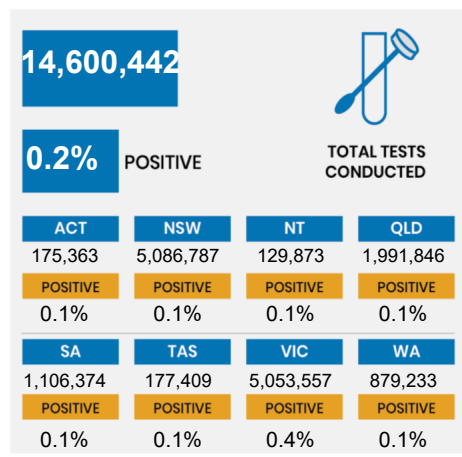 14,600,442
0.2% POSITIVE
TOTAL TESTS
CONDUCTED
ACT NSW NT QLD
175,363 5,086,787 129,873 1,991,846
POSITIVE POSITIVE POSITIVE POSITIVE
0.1% 0.1% 0.1% 0.1%
SA TAS VIC WA
1,106,374 177,409 5,053,557 879,233
POSITIVE POSITIVE POSITIVE POSITIVE
0.1% 0.1% 0.4% 0.1%